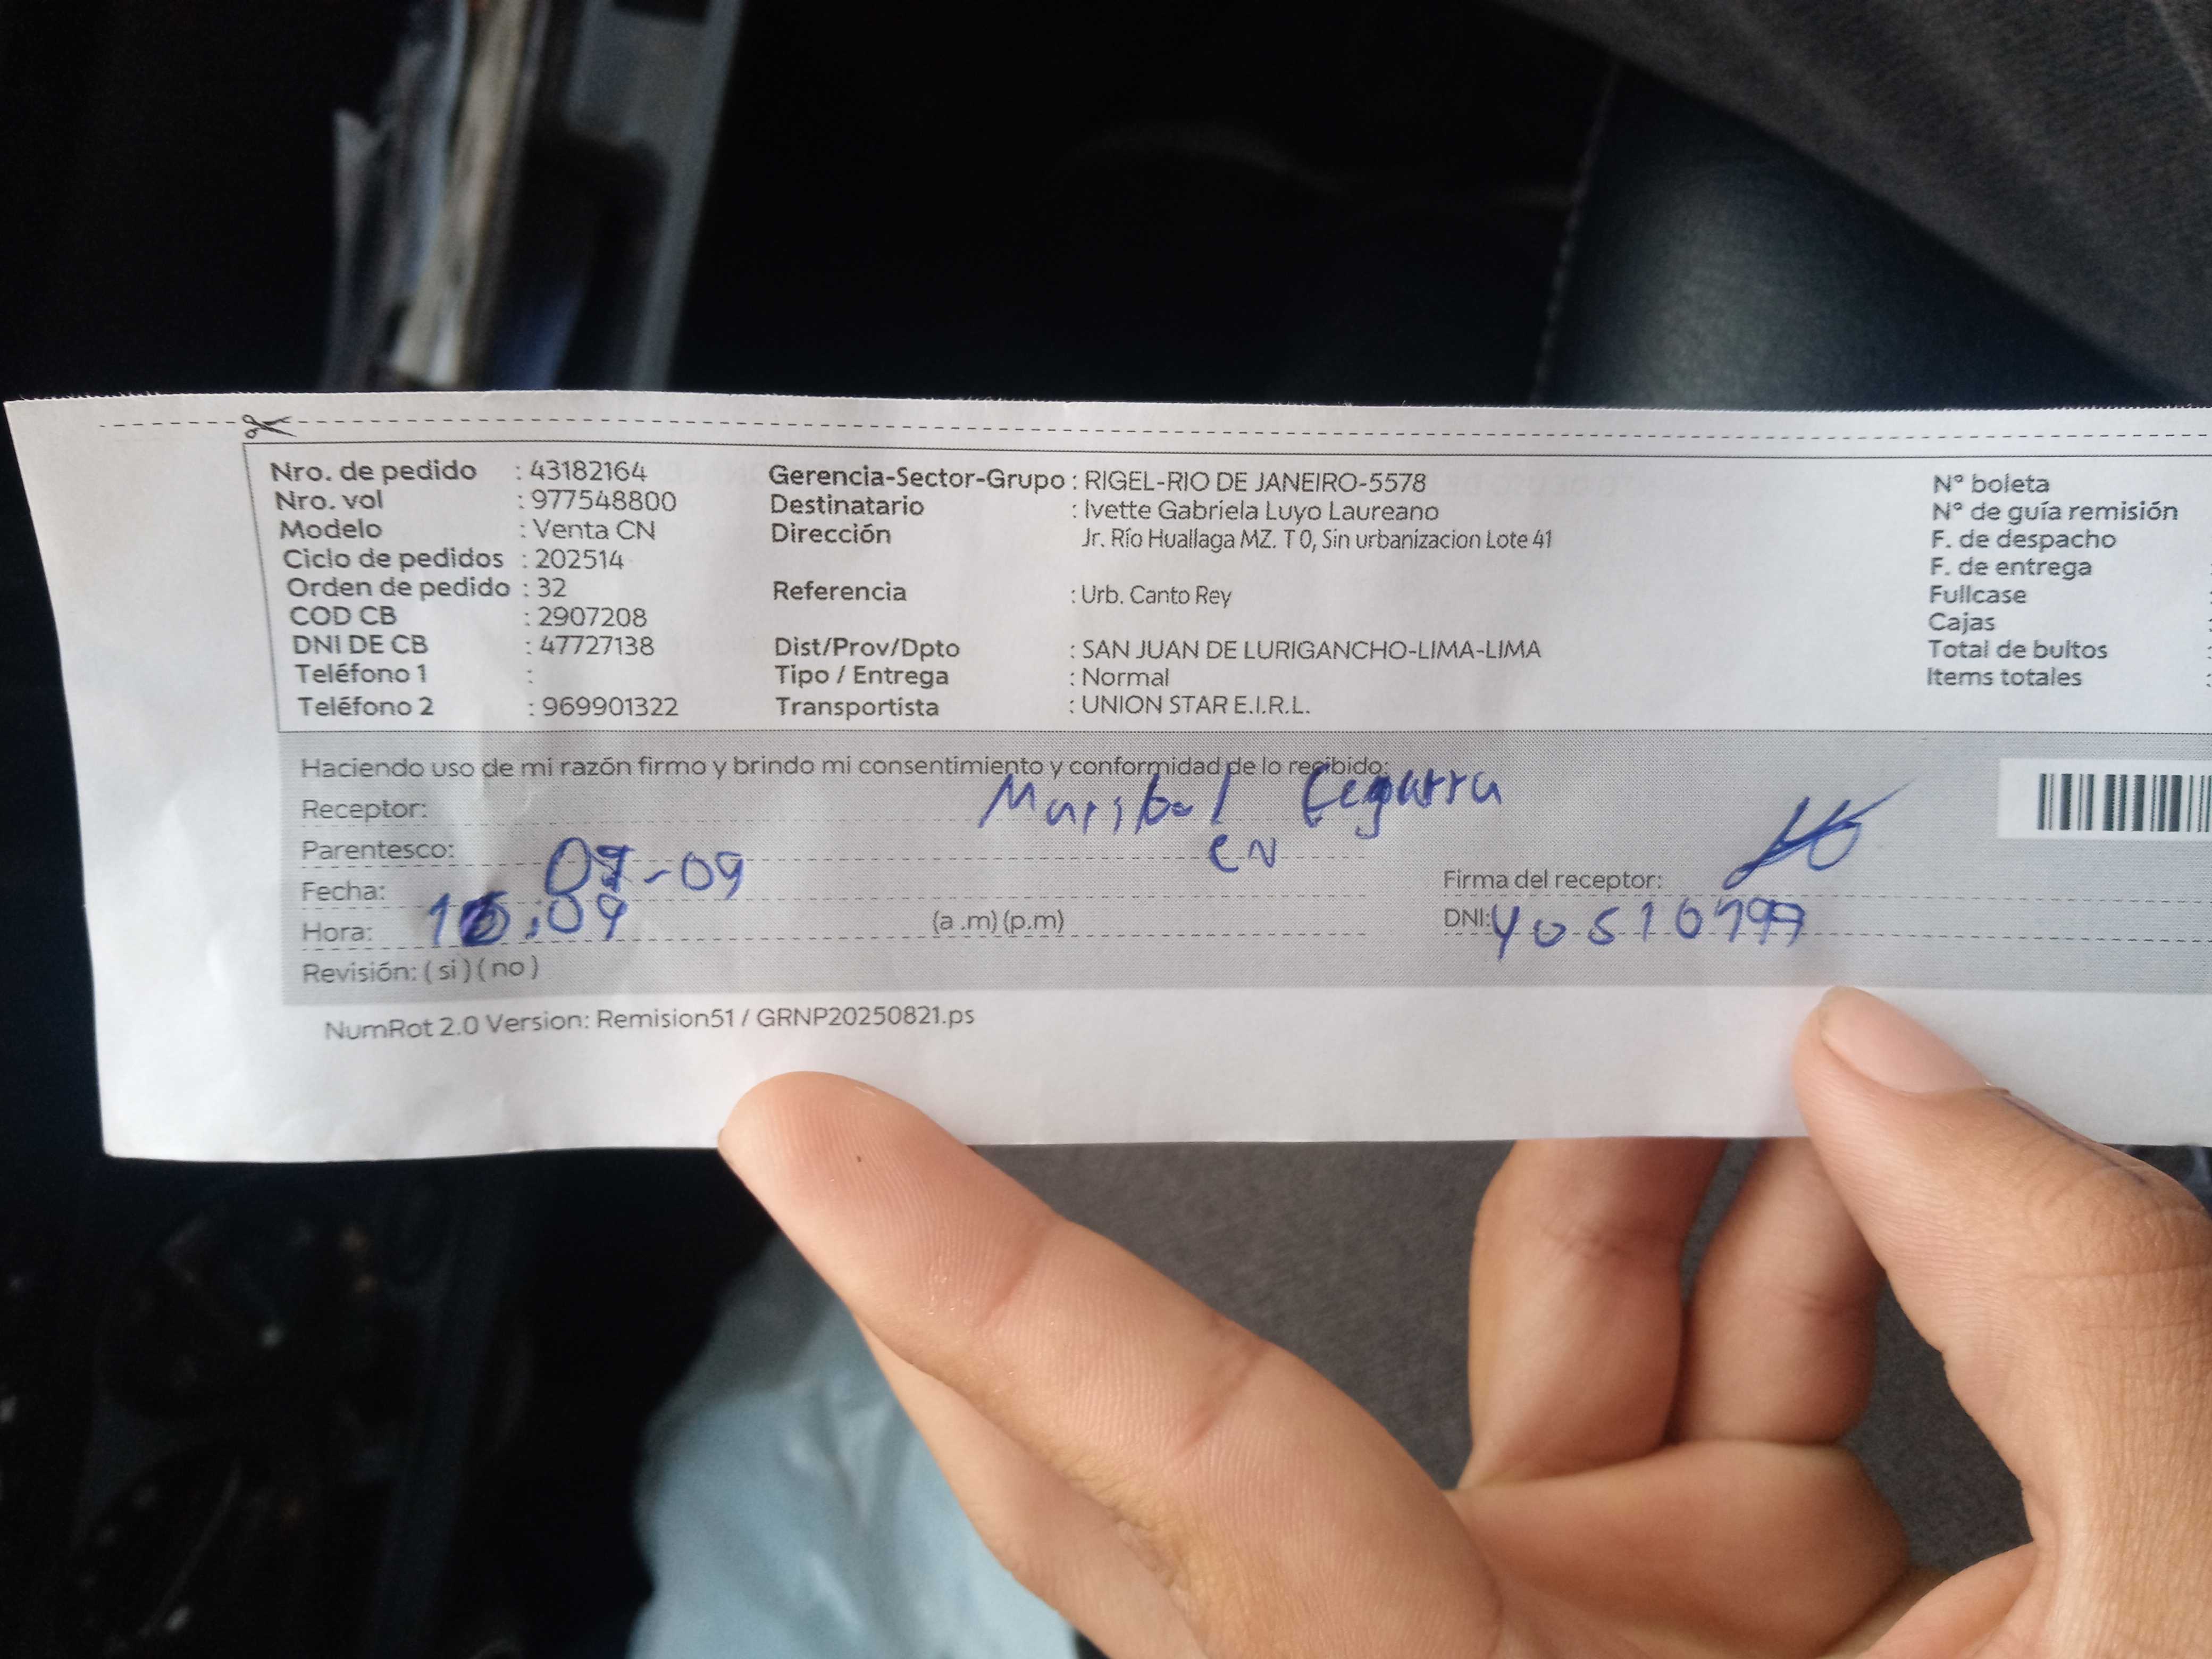 Nro. de pedido : 43182164
Nro. vol : 977548800
Modelo : Venta CN
Ciclo de pedidos : 202514
Orden de pedido : 32
COD CB : 2907208
DNI DE CB : 47727138
Teléfono 1 :
Teléfono 2 : 969901322
Gerencia-Sector-Grupo : RIGEL-RIO DE JANEIRO-5578
Destinatario : Ivette Gabriela Luyo Laureano
Dirección Jr. Río Huallaga MZ. T 0, Sin urbanizacion Lote 41
Referencia : Urb. Canto Rey
Dist/Prov/Dpto : SAN JUAN DE LURIGANCHO-LIMA-LIMA
Tipo / Entrega : Normal
Transportista : UNION STAR E.I.R.L.
N° boleta
N° de guía remisión
F. de despacho
F. de entrega :
Fullcase :
Cajas :
Total de bultos :
Items totales :
Haciendo uso de mi razón firmo y brindo mi consentimiento y conformidad de lo recibido:
Receptor: Maribel
Parentesco:
Fecha: -09
Hora: (a .m) (p.m)
Revisión: ( si ) ( no )
Firma del receptor:
DNI:
NumRot 2.0 Version: Remision51 / GRNP20250821.ps